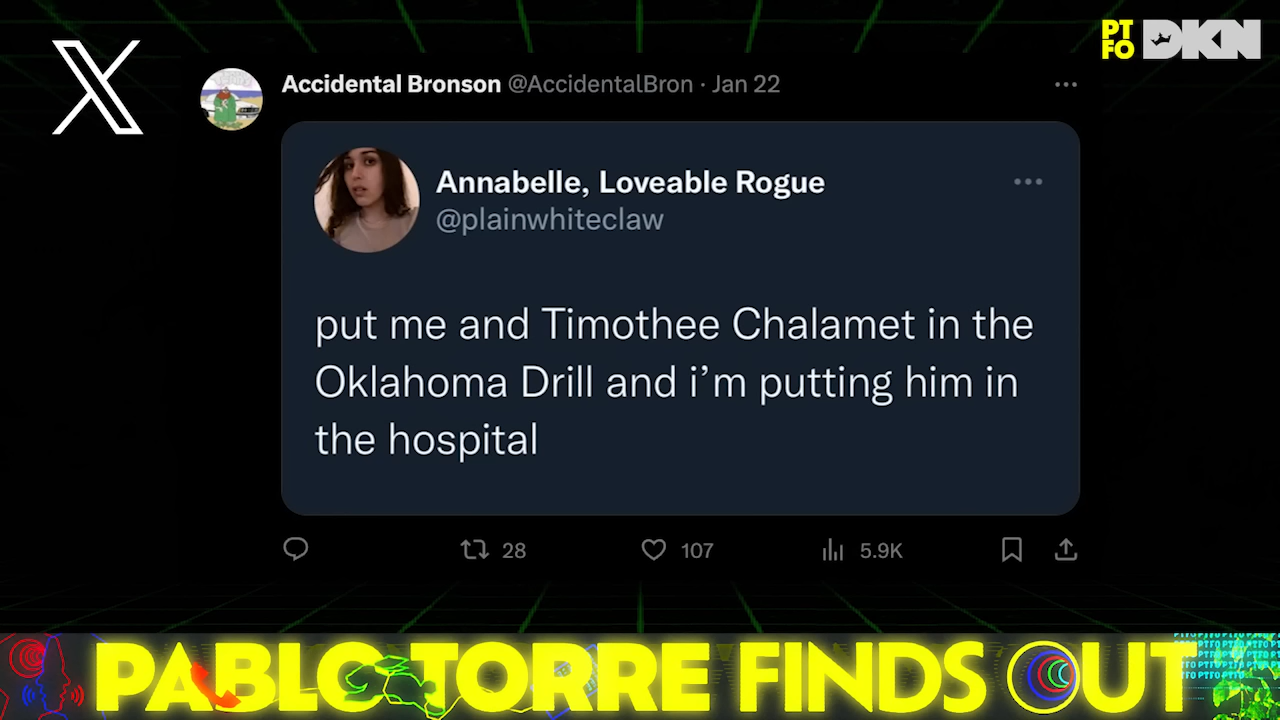 PT
FO
DKN
Accidental Bronson @AccidentalBron · Jan 22
Annabelle, Loveable Rogue
@plainwhiteclaw
put me and Timothee Chalamet in the
Oklahoma Drill and i’m putting him in
the hospital
28
107
5.9K
PABLO TORRE FINDS OUT